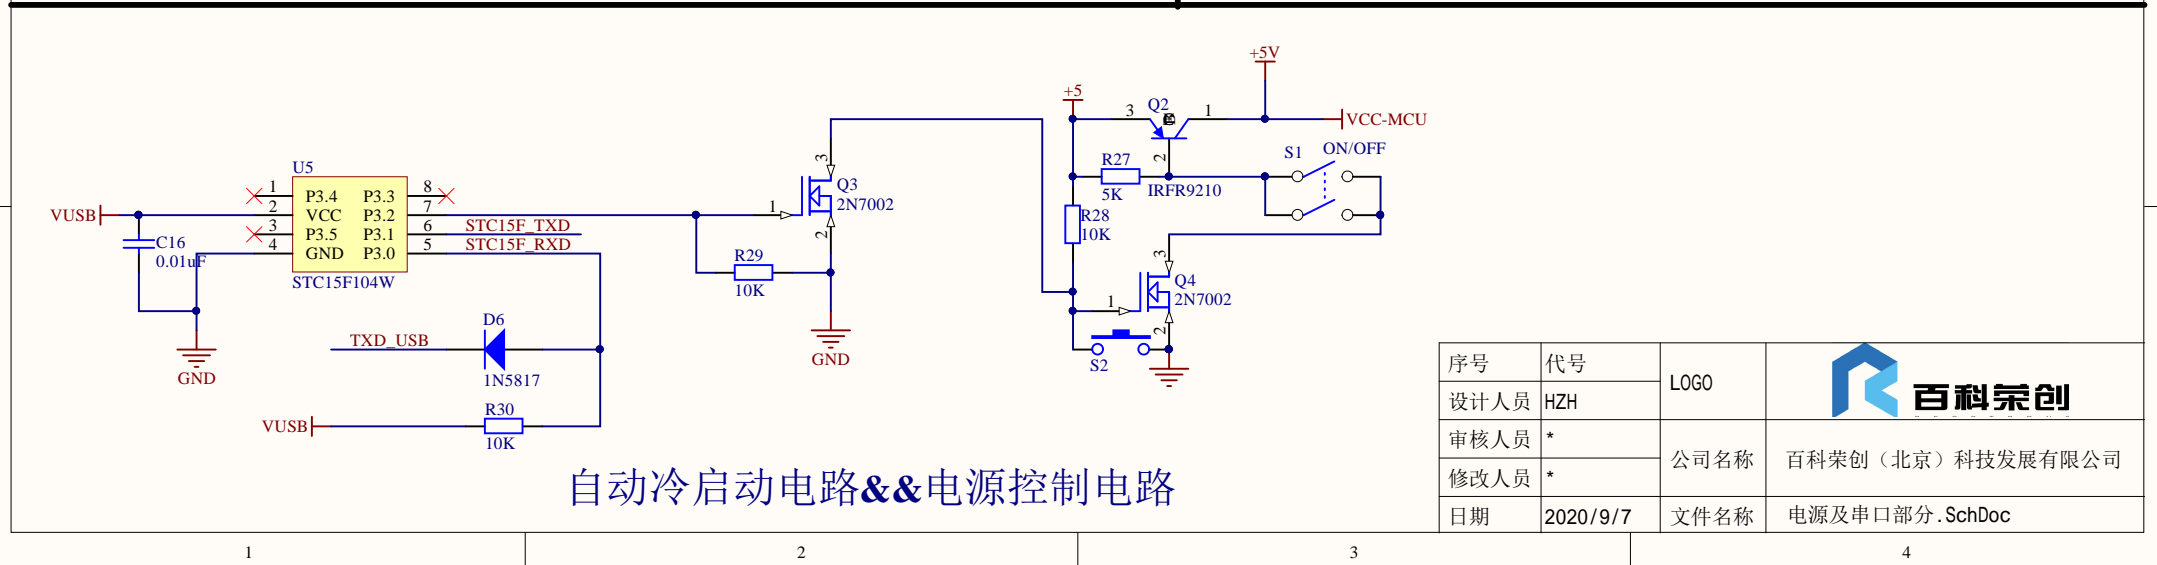 +5V
+5
Q2
3
1
VCC-MCU
2
S1
ON/OFF
R27
5K
IRFR9210
R28
10K
3
Q4
2N7002
1
2
S2
U5
1
P3.4
P3.3
8
VUSB
2
VCC
P3.2
7
3
P3.5
P3.1
6
STC15F_TXD
4
GND
P3.0
5
STC15F_RXD
STC15F104W
C16
0.01uF
GND
3
Q3
2N7002
1
2
R29
10K
GND
TXD_USB
D6
1N5817
VUSB
R30
10K
自动冷启动电路&&电源控制电路
序号
代号
LOGO
百科荣创
设计人员
HZH
审核人员
*
公司名称
百科荣创（北京）科技发展有限公司
修改人员
*
日期
2020/9/7
文件名称
电源及串口部分.SchDoc
1
2
3
4